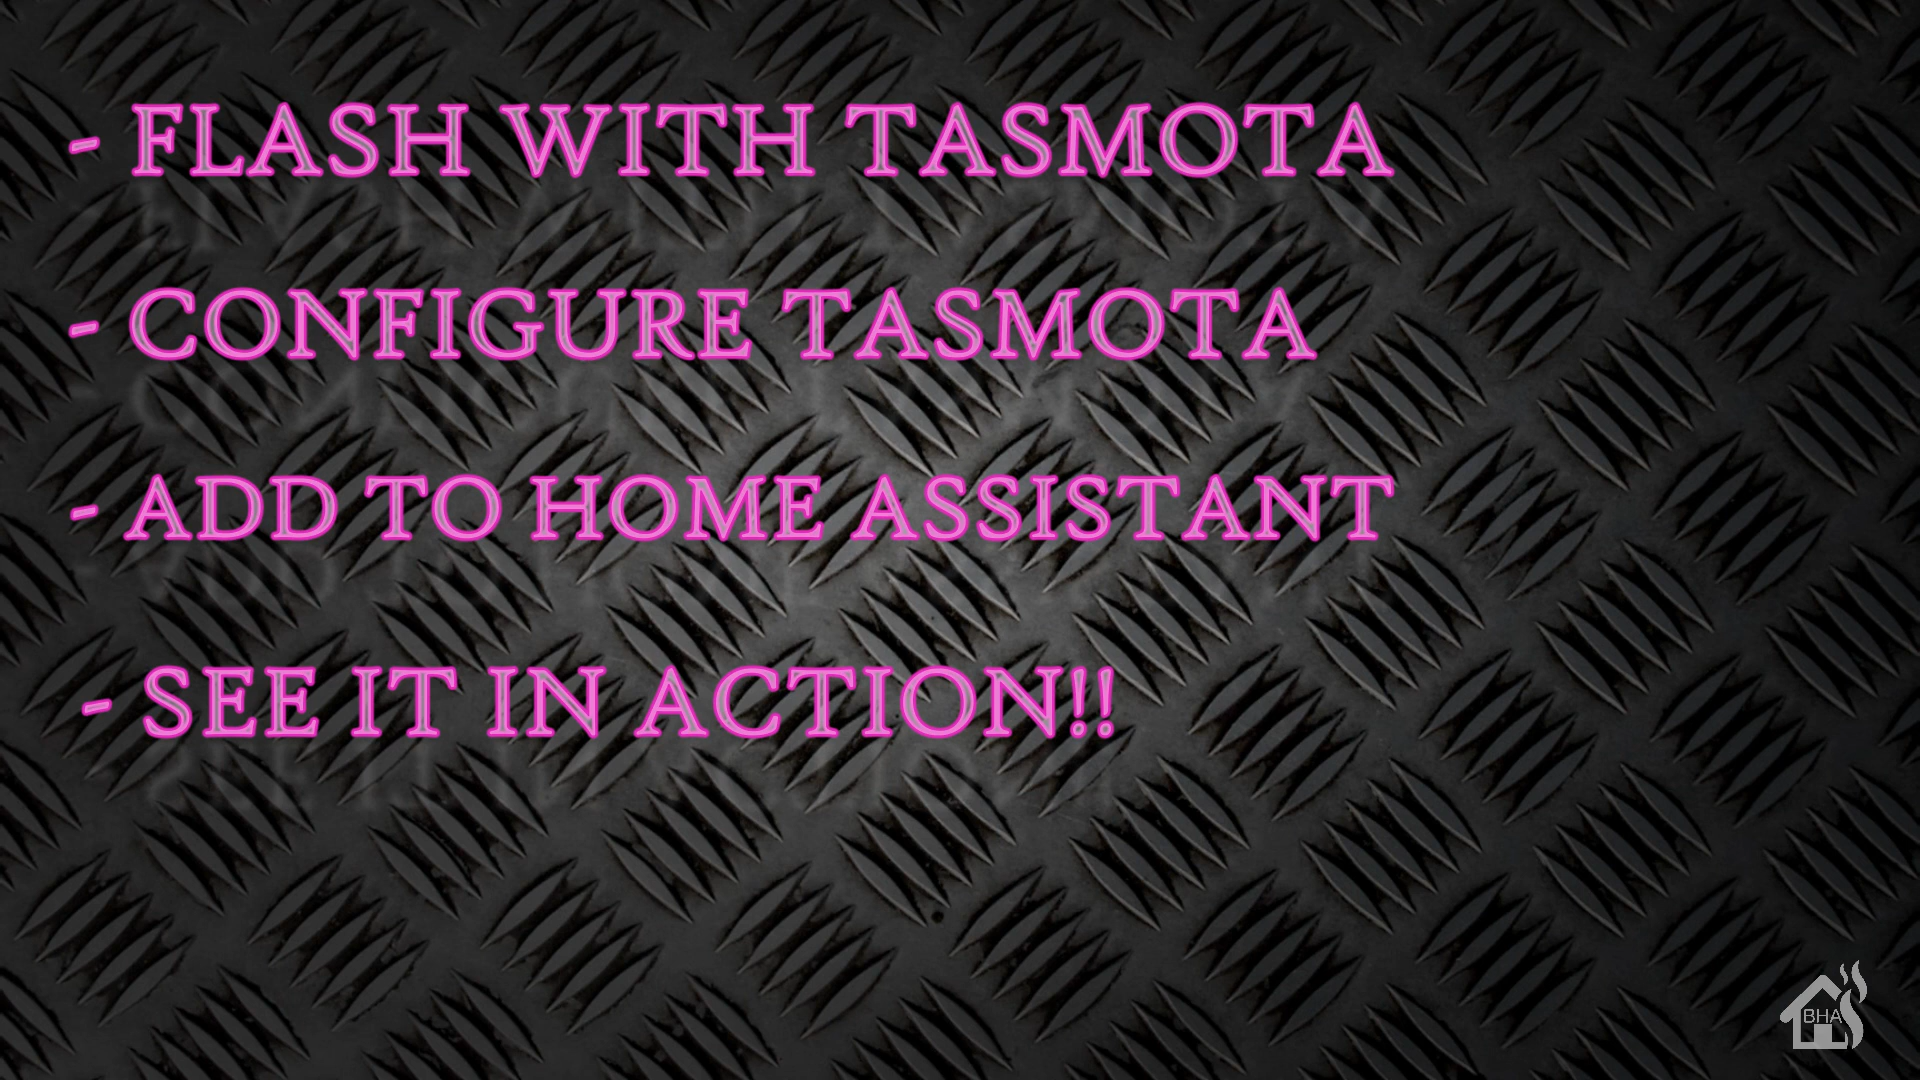 - FLASH WITH TASMOTA
- CONFIGURE TASMOTA
- ADD TO HOME ASSISTANT
- SEE IT IN ACTION!!
BHA